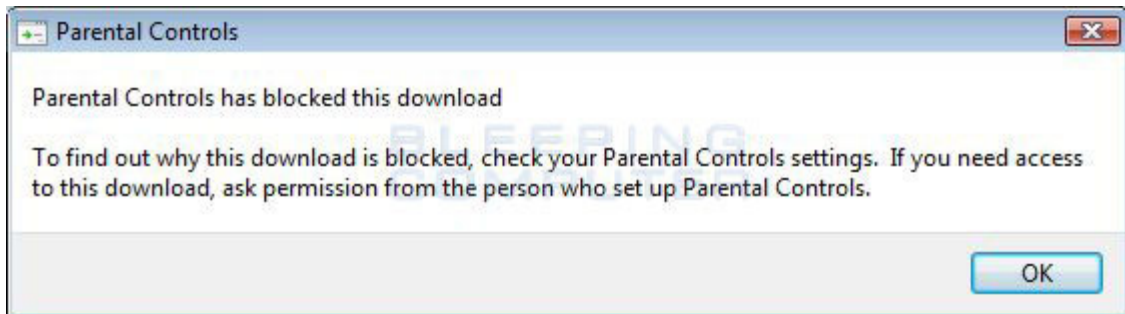 Parental Controls
Parental Controls has blocked this download
BLEEPING
COMPUTER
To find out why this download is blocked, check your Parental Controls settings.  If you need access
to this download, ask permission from the person who set up Parental Controls.
OK